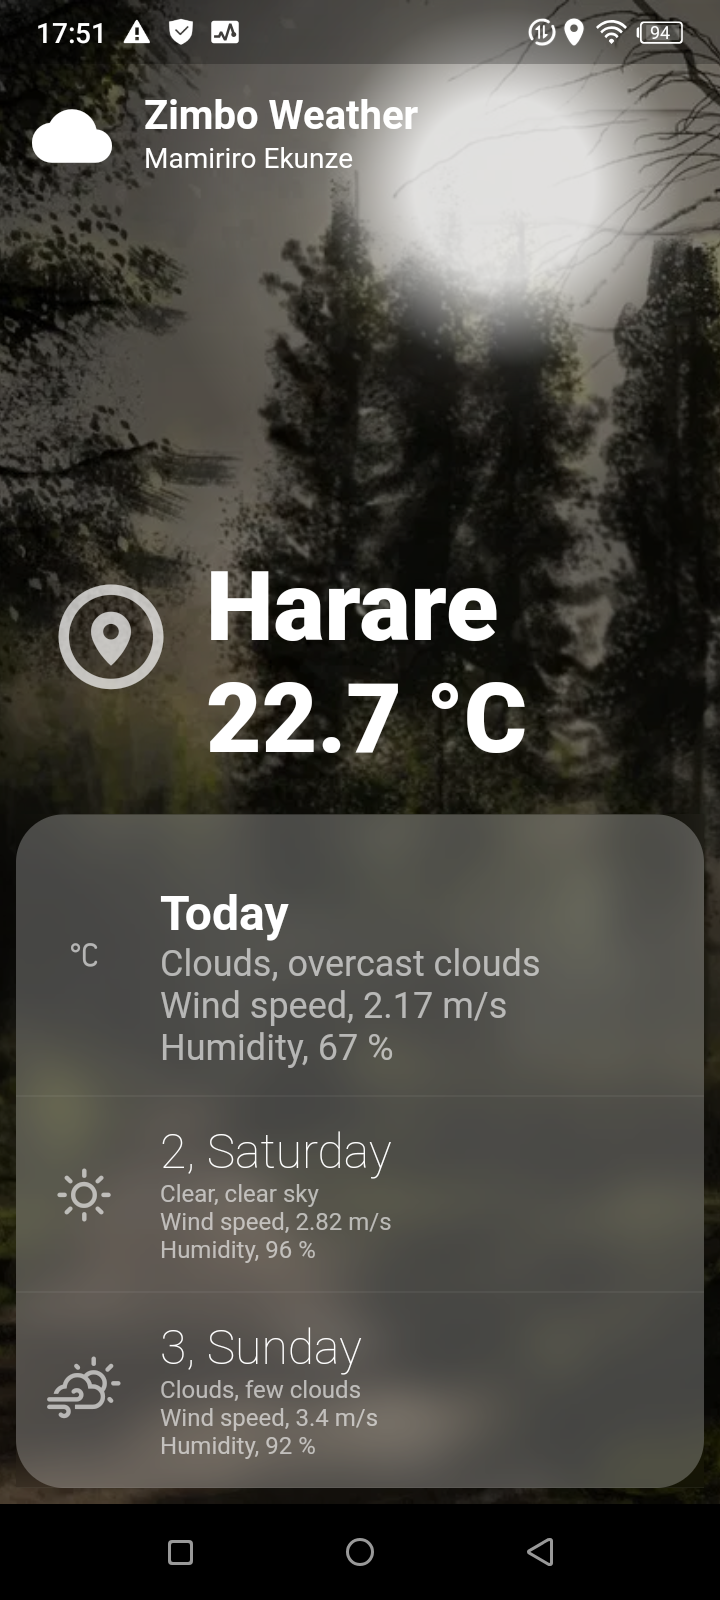 17:51
94
Zimbo Weather
Mamiriro Ekunze
Harare
22.7 °C
Today
°C
Clouds, overcast clouds
Wind speed, 2.17 m/s
Humidity, 67 %
2, Saturday
Clear, clear sky
Wind speed, 2.82 m/s
Humidity, 96 %
3, Sunday
Clouds, few clouds
Wind speed, 3.4 m/s
Humidity, 92 %